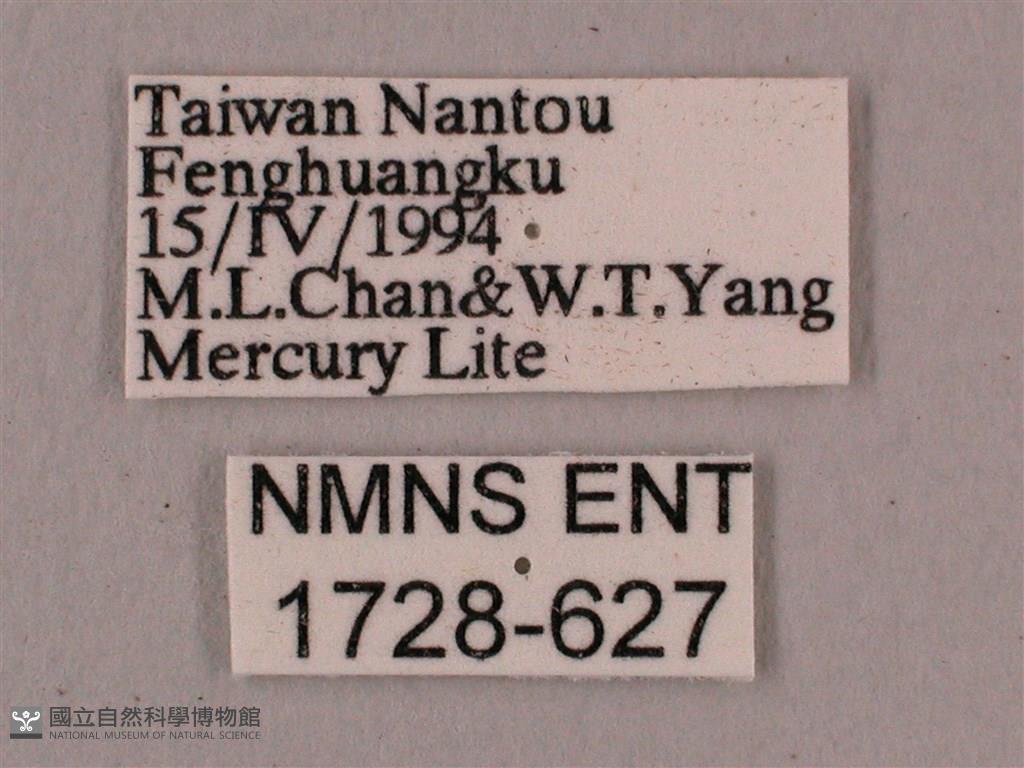 Taiwan Nantou
Fenghuangku
15/IV/1994
M.L.Chan&W.T.Yang
Mercury Lite
NMNS ENT
1728-627
國立自然科學博物館
NATIONAL MUSEUM OF NATURAL SCIENCE